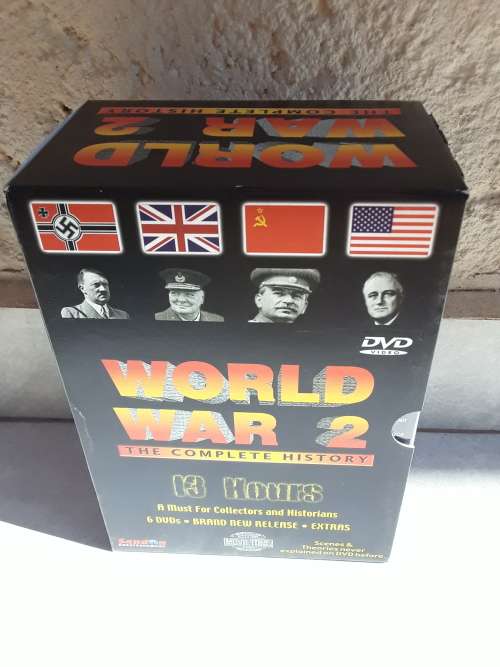 THE COMPLETE HISTORY
WORLD
WAR 2
DVD
VIDEO
WORLD
WAR 2
THE COMPLETE HISTORY
13 Hours
A Must For Collectors and Historians
6 DVDs • BRAND NEW RELEASE • EXTRAS
Scenes &
Theories never
explained on DVD before